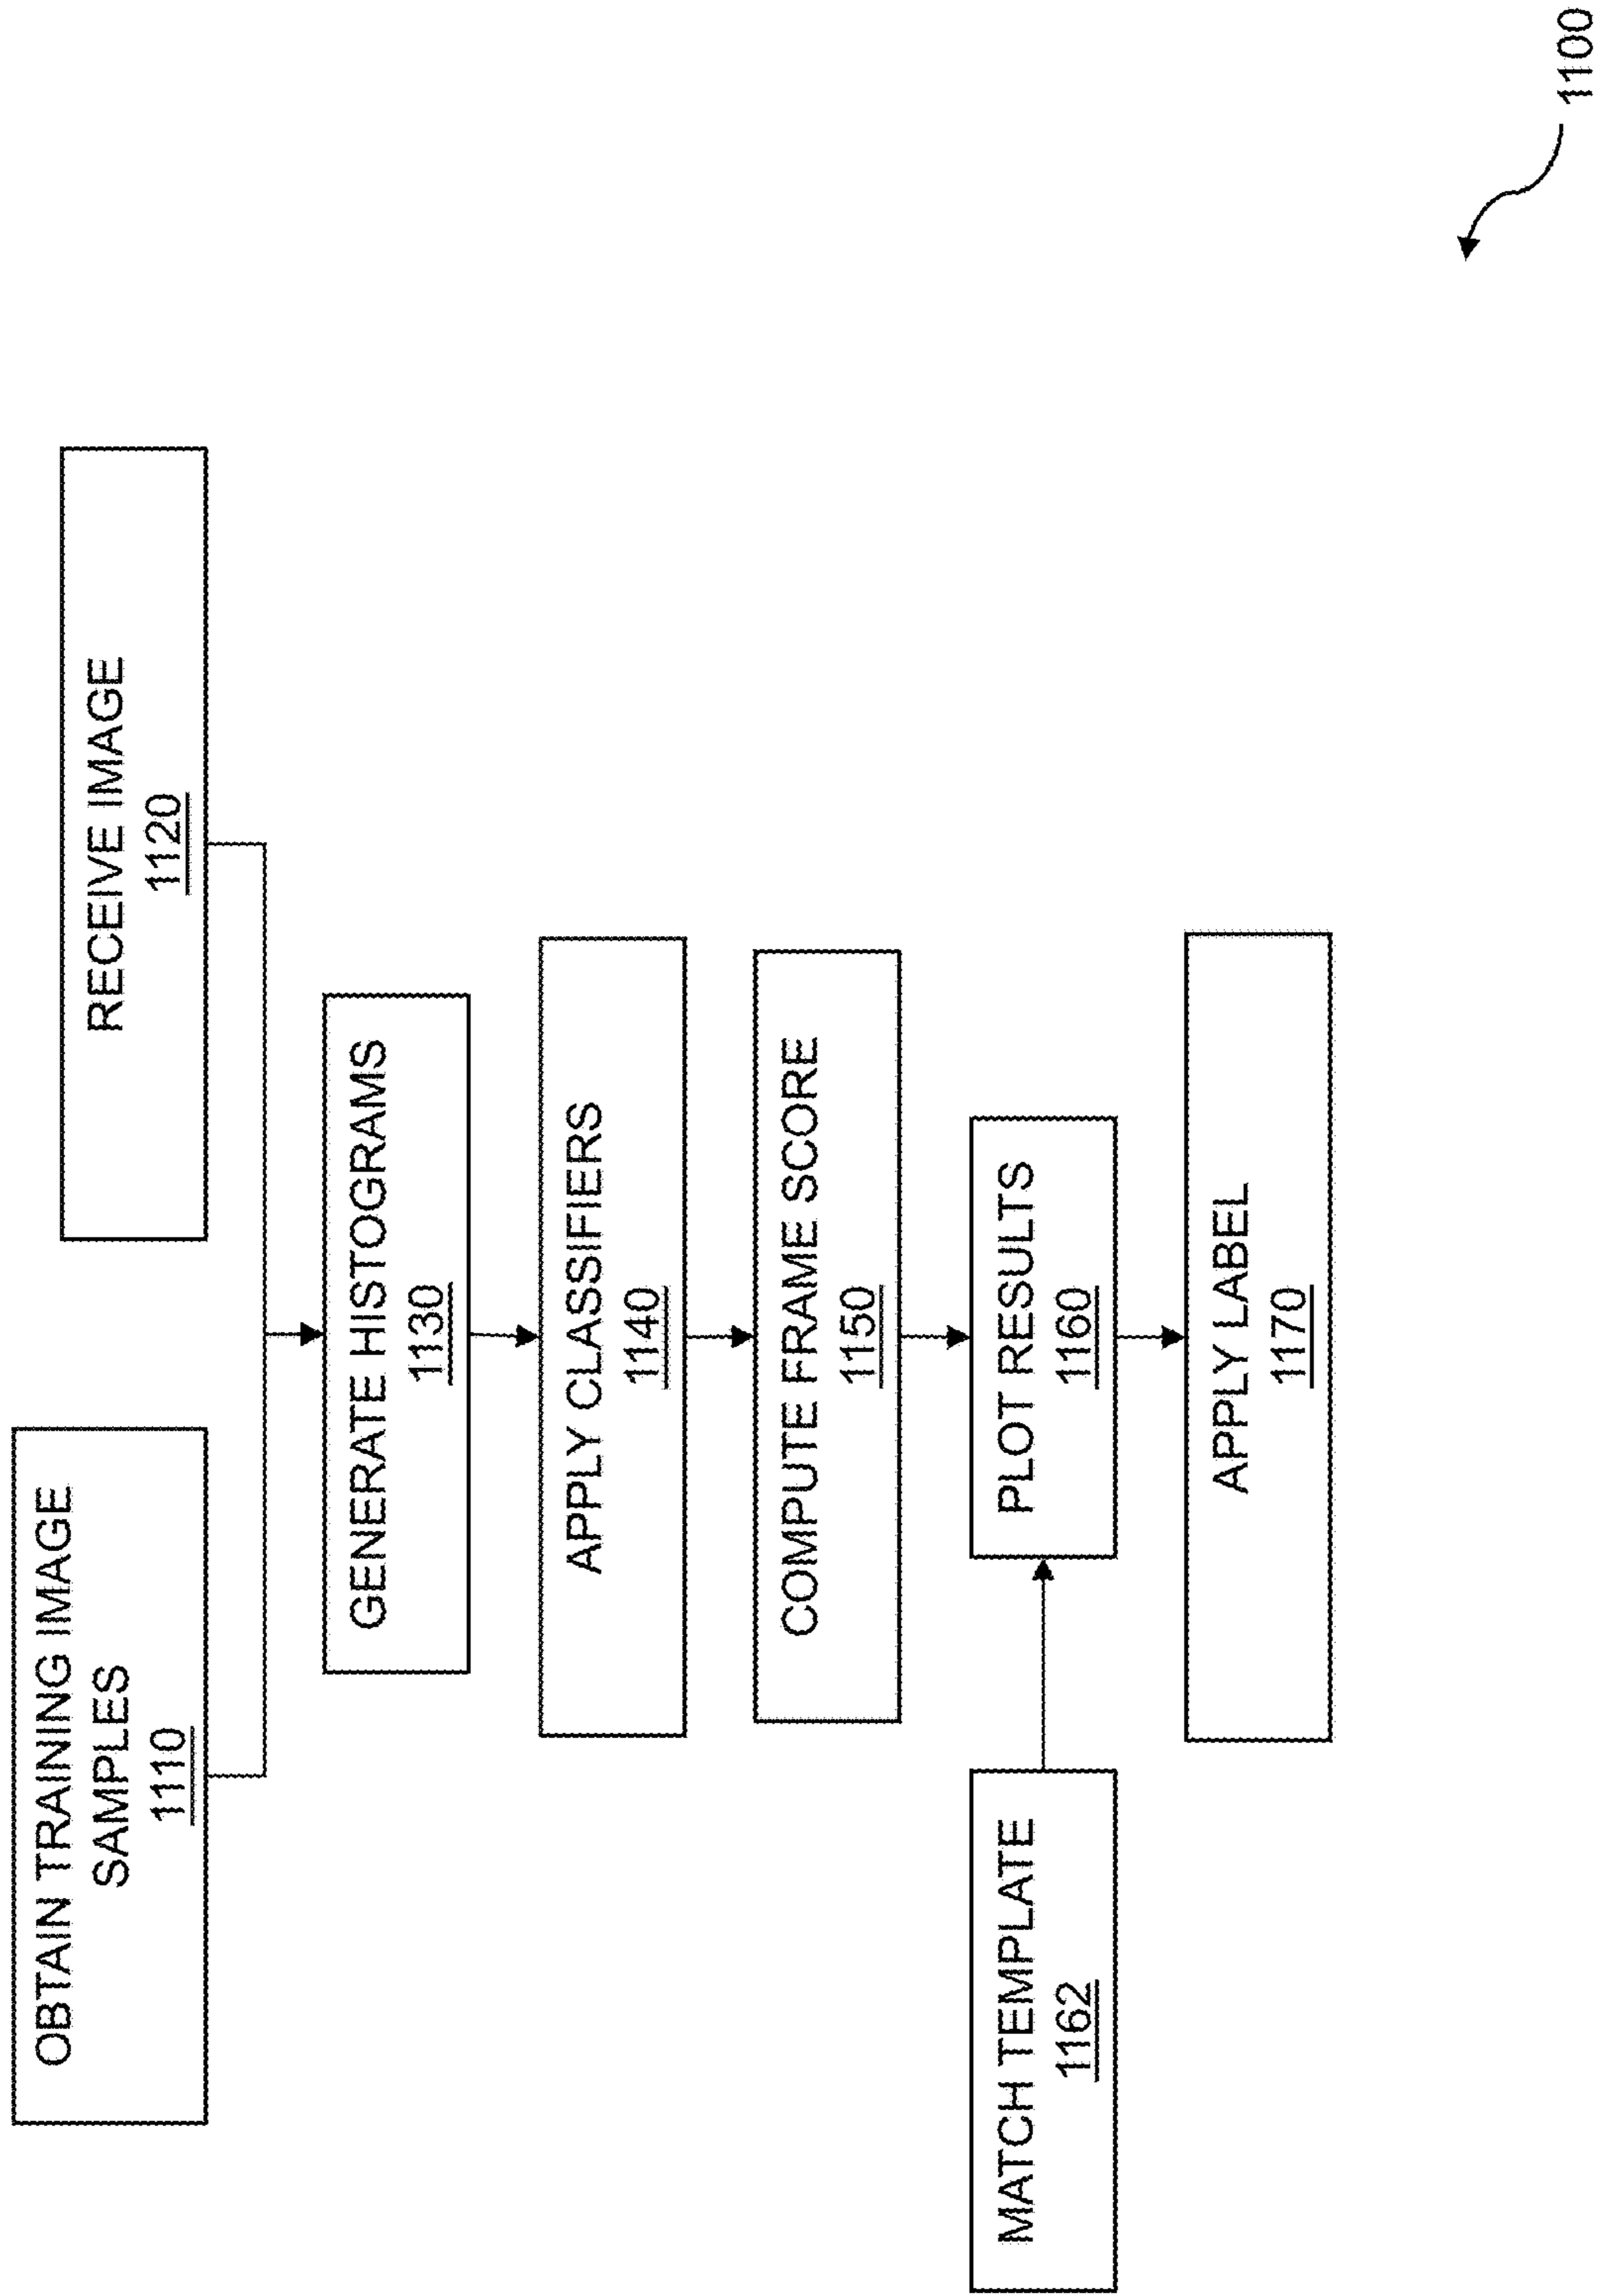 OBTAIN TRAINING IMAGE
SAMPLES
1110
RECEIVE IMAGE
1120
GENERATE HISTOGRAMS
1130
APPLY CLASSIFIERS
1140
COMPUTE FRAME SCORE
1150
MATCH TEMPLATE
1162
PLOT RESULTS
1160
APPLY LABEL
1170
1100